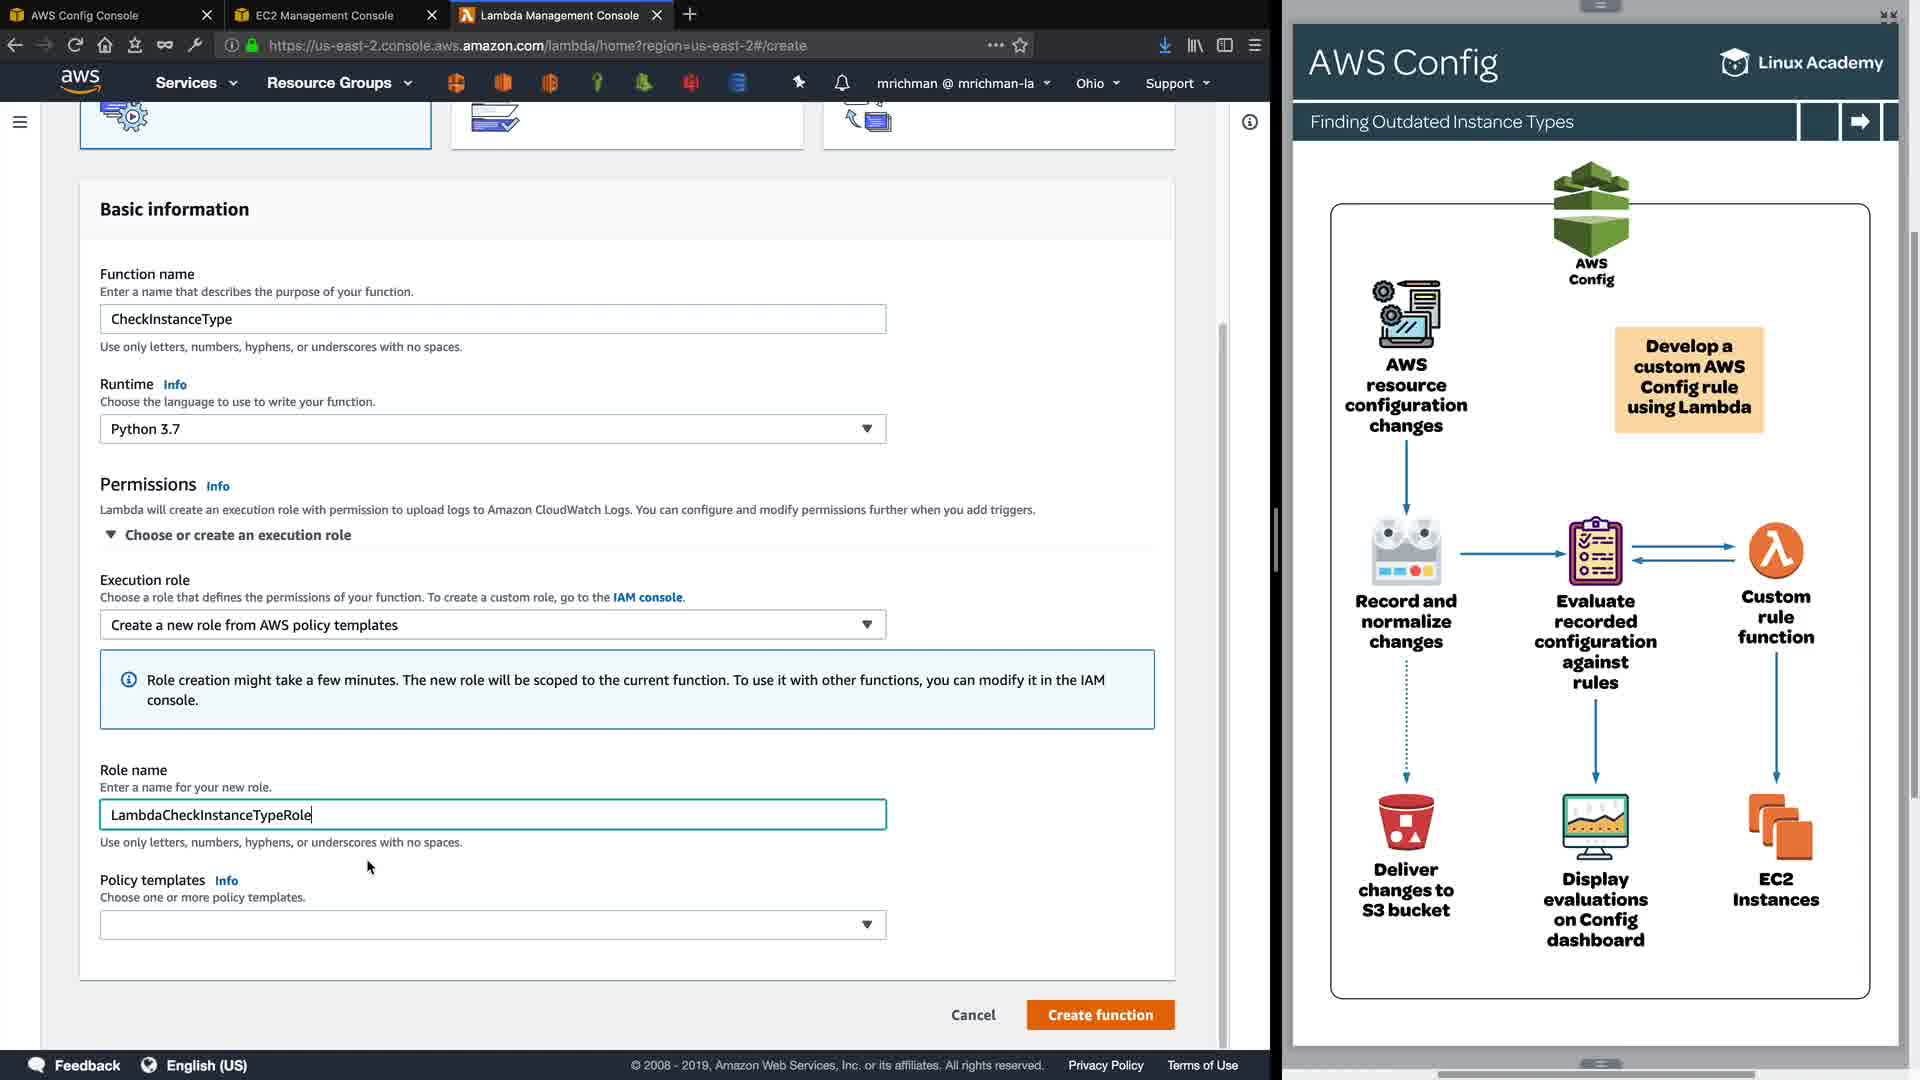 AWS Config Console
EC2 Management Console
Lambda Management Console
https://us-east-2.console.aws.amazon.com/lambda/home?region=us-east-2#/create
aws
Services
Resource Groups
mrichman @ mrichman-la
Ohio
Support
Basic information
Function name
Enter a name that describes the purpose of your function.
CheckInstanceType
Use only letters, numbers, hyphens, or underscores with no spaces.
Runtime Info
Choose the language to use to write your function.
Python 3.7
Permissions Info
Lambda will create an execution role with permission to upload logs to Amazon CloudWatch Logs. You can configure and modify permissions further when you add triggers.
Choose or create an execution role
Execution role
Choose a role that defines the permissions of your function. To create a custom role, go to the IAM console.
Create a new role from AWS policy templates
Role creation might take a few minutes. The new role will be scoped to the current function. To use it with other functions, you can modify it in the IAM
console.
Role name
Enter a name for your new role.
LambdaCheckInstanceTypeRole
Use only letters, numbers, hyphens, or underscores with no spaces.
Policy templates Info
Choose one or more policy templates.
Cancel
Create function
Feedback
English (US)
© 2008 - 2019, Amazon Web Services, Inc. or its affiliates. All rights reserved.
Privacy Policy
Terms of Use
AWS Config
Linux Academy
Finding Outdated Instance Types
AWS
Config
AWS
resource
configuration
changes
Develop a
custom AWS
Config rule
using Lambda
Record and
normalize
changes
Evaluate
recorded
configuration
against
rules
Custom
rule
function
Deliver
changes to
S3 bucket
Display
evaluations
on Config
dashboard
EC2
Instances